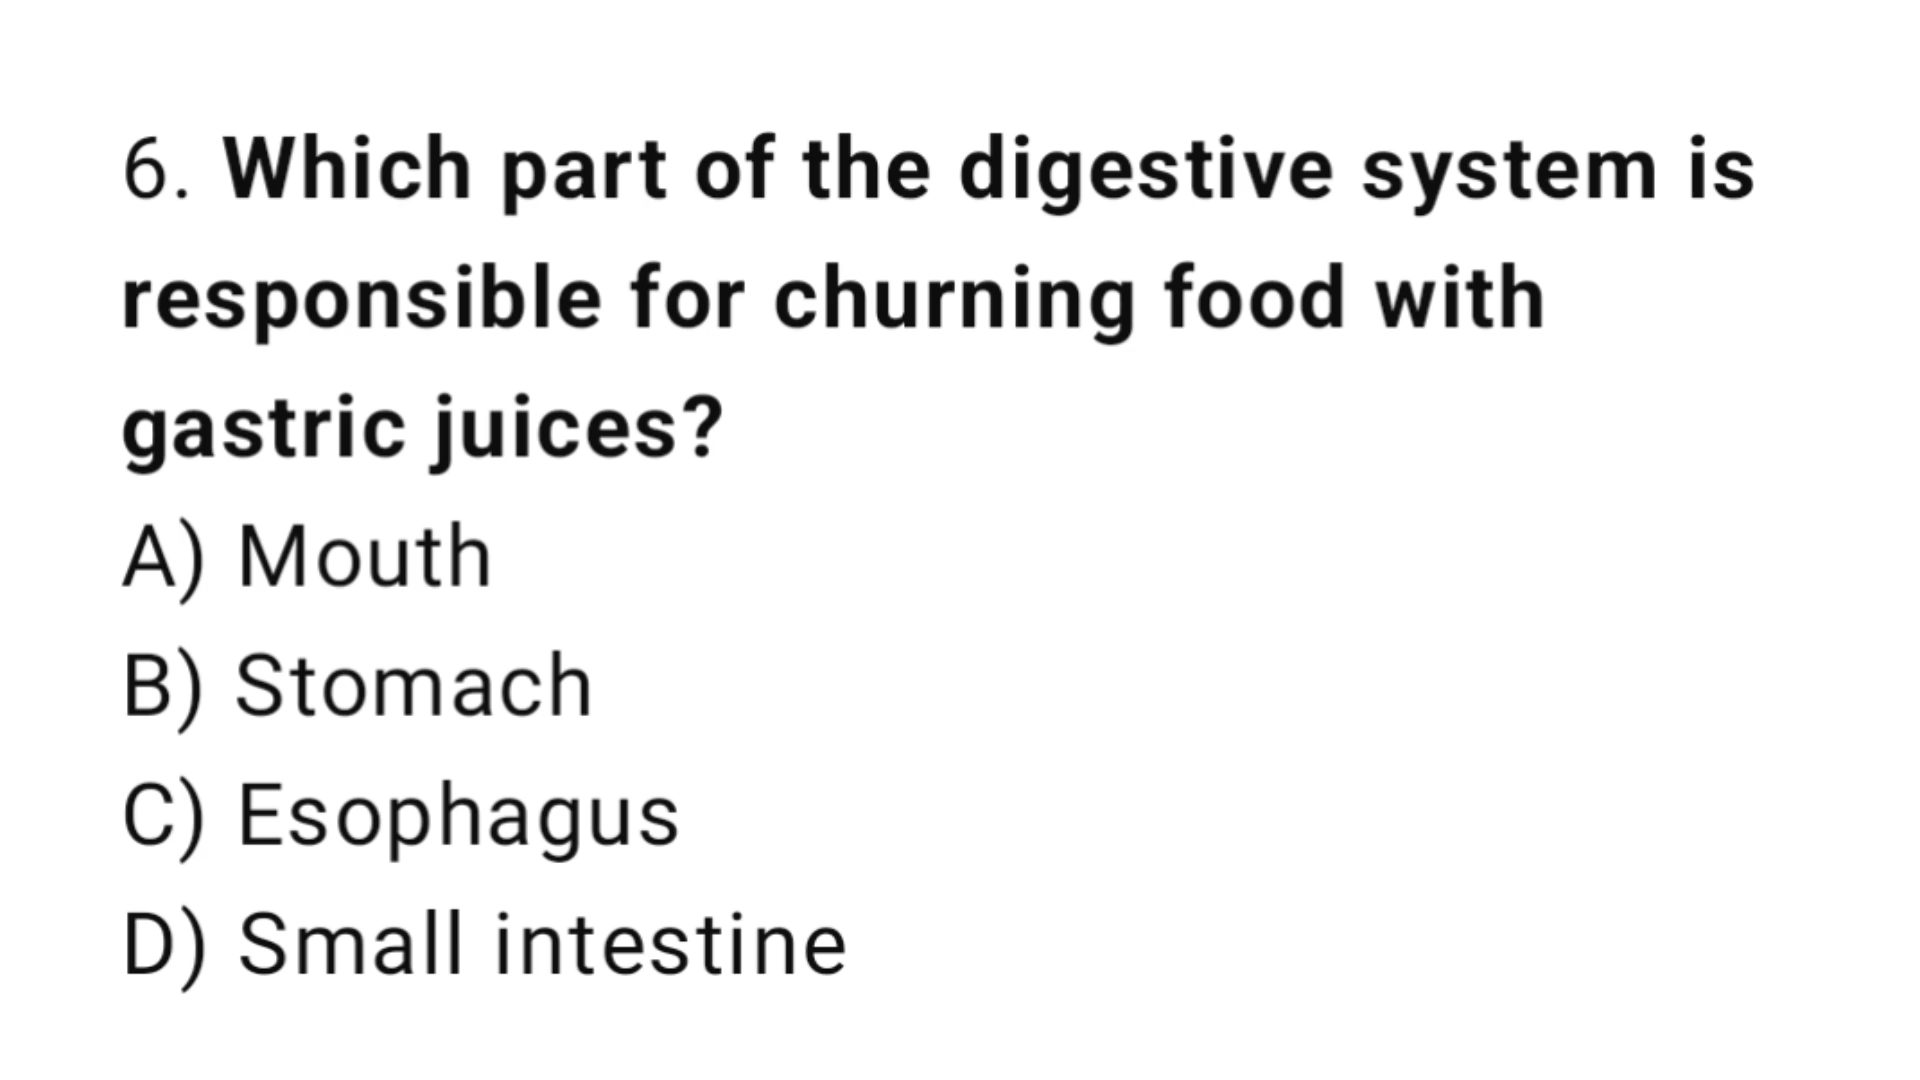 6. Which part of the digestive system is
responsible for churning food with
gastric juices?
A) Mouth
B) Stomach
C) Esophagus
D) Small intestine